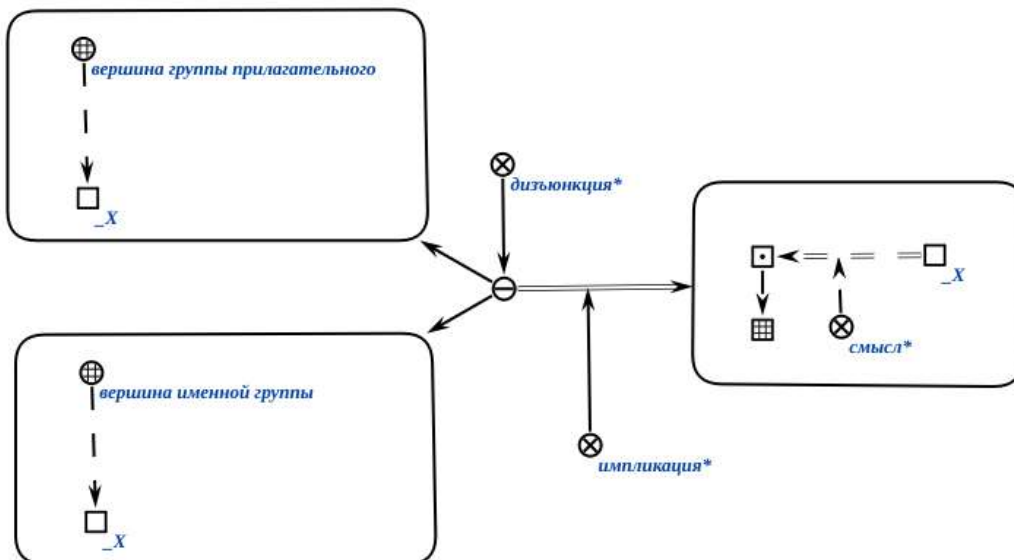 вершина группы прилагательного
_X
дизъюнкция*
_X
смысл*
вершина именной группы
импликация*
_X